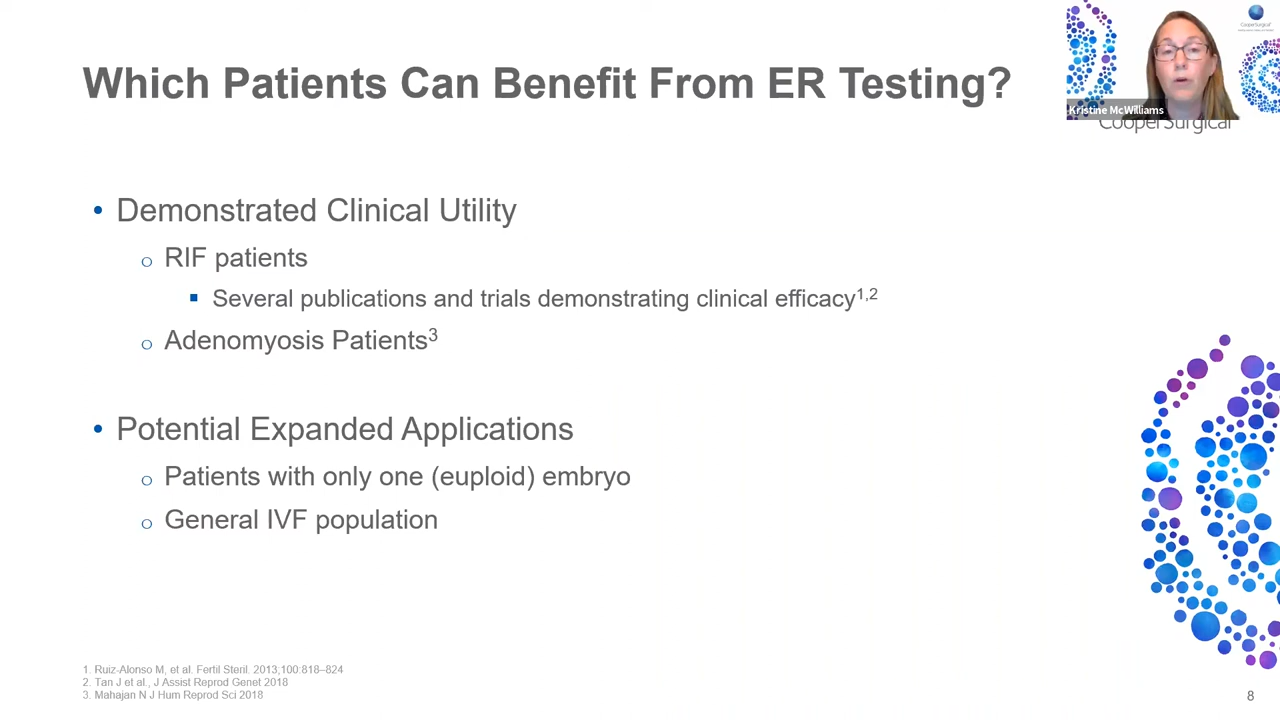 Which Patients Can Benefit From ER Testing?
CooperSurgical
Kristine McWilliams
CooperSurgical
• Demonstrated Clinical Utility
o RIF patients
▪ Several publications and trials demonstrating clinical efficacy1,2
o Adenomyosis Patients3
• Potential Expanded Applications
o Patients with only one (euploid) embryo
o General IVF population
1. Ruiz-Alonso M, et al. Fertil Steril. 2013;100:818–824
2. Tan J et al., J Assist Reprod Genet 2018
3. Mahajan N J Hum Reprod Sci 2018
8